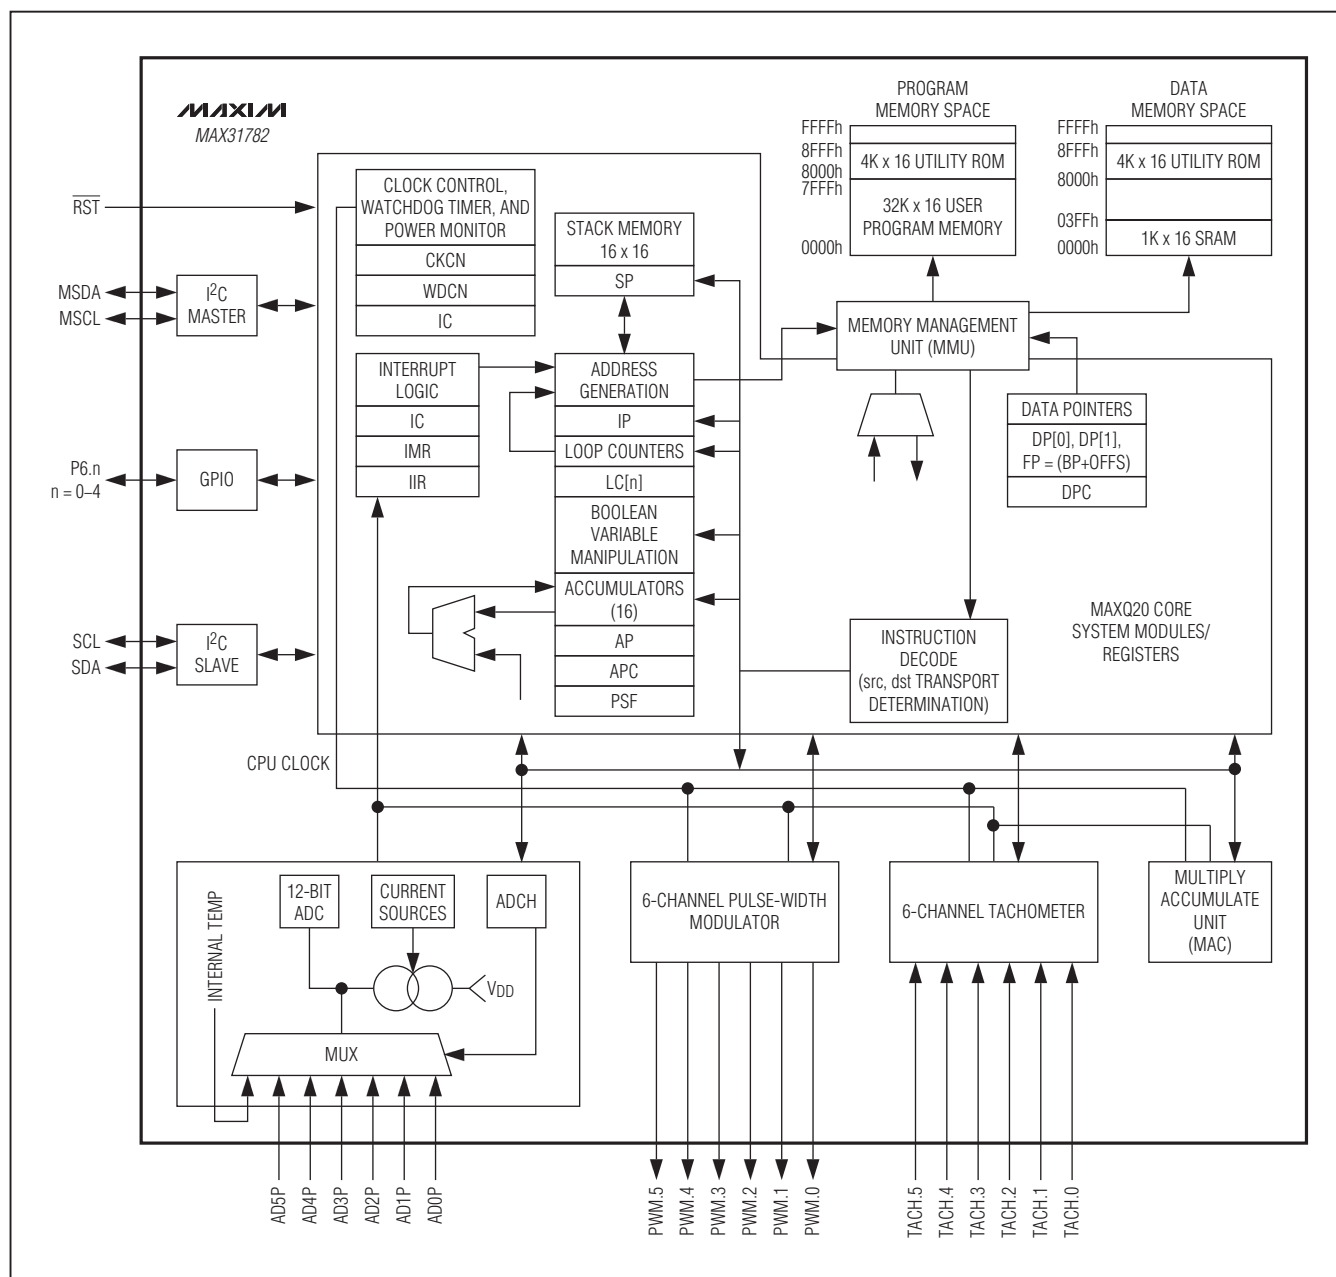 MAXIM
MAX31782
PROGRAM
MEMORY SPACE
FFFFh
8FFFh
8000h
7FFFh
0000h
4K x 16 UTILITY ROM
32K x 16 USER
PROGRAM MEMORY
DATA
MEMORY SPACE
FFFFh
8FFFh
8000h
03FFh
0000h
4K x 16 UTILITY ROM
1K x 16 SRAM
RST
MSDA
MSCL
I2C
MASTER
P6.n
n = 0–4
GPIO
SCL
SDA
I2C
SLAVE
CLOCK CONTROL,
WATCHDOG TIMER, AND
POWER MONITOR
CKCN
WDCN
IC
INTERRUPT
LOGIC
IC
IMR
IIR
STACK MEMORY
16 x 16
SP
ADDRESS
GENERATION
IP
LOOP COUNTERS
LC[n]
BOOLEAN
VARIABLE
MANIPULATION
ACCUMULATORS
(16)
AP
APC
PSF
MEMORY MANAGEMENT
UNIT (MMU)
DATA POINTERS
DP[0], DP[1],
FP = (BP+OFFS)
DPC
INSTRUCTION
DECODE
(src, dst TRANSPORT
DETERMINATION)
MAXQ20 CORE
SYSTEM MODULES/
REGISTERS
CPU CLOCK
INTERNAL TEMP
12-BIT
ADC
CURRENT
SOURCES
ADCH
VDD
MUX
6-CHANNEL PULSE-WIDTH
MODULATOR
6-CHANNEL TACHOMETER
MULTIPLY
ACCUMULATE
UNIT
(MAC)
AD5P
AD4P
AD3P
AD2P
AD1P
AD0P
PWM.5
PWM.4
PWM.3
PWM.2
PWM.1
PWM.0
TACH.5
TACH.4
TACH.3
TACH.2
TACH.1
TACH.0